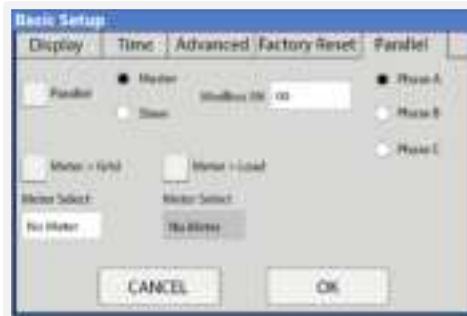 Basic Setup
Display Time Advanced Factory Reset Parallel
Parallel
Master
Slave
Modbus SN 00
Phase A
Phase B
Phase C
Meter - Grid
Meter - Load
Meter Select
Meter Select
No Meter
No Meter
CANCEL
OK